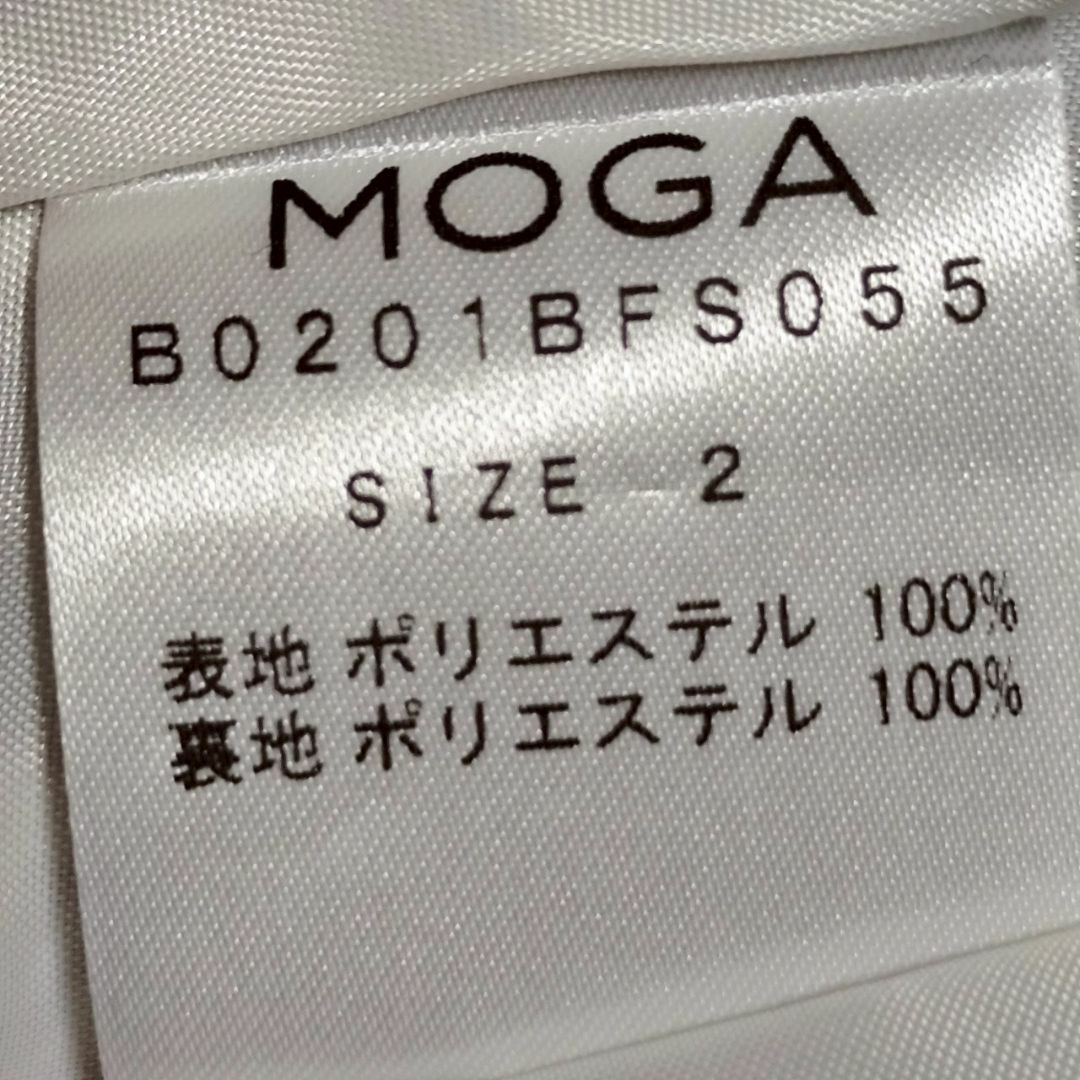 MOGA
B0201BFS055
SIZE 2
表地 ポリエステル 100%
裏地 ポリエステル 100%